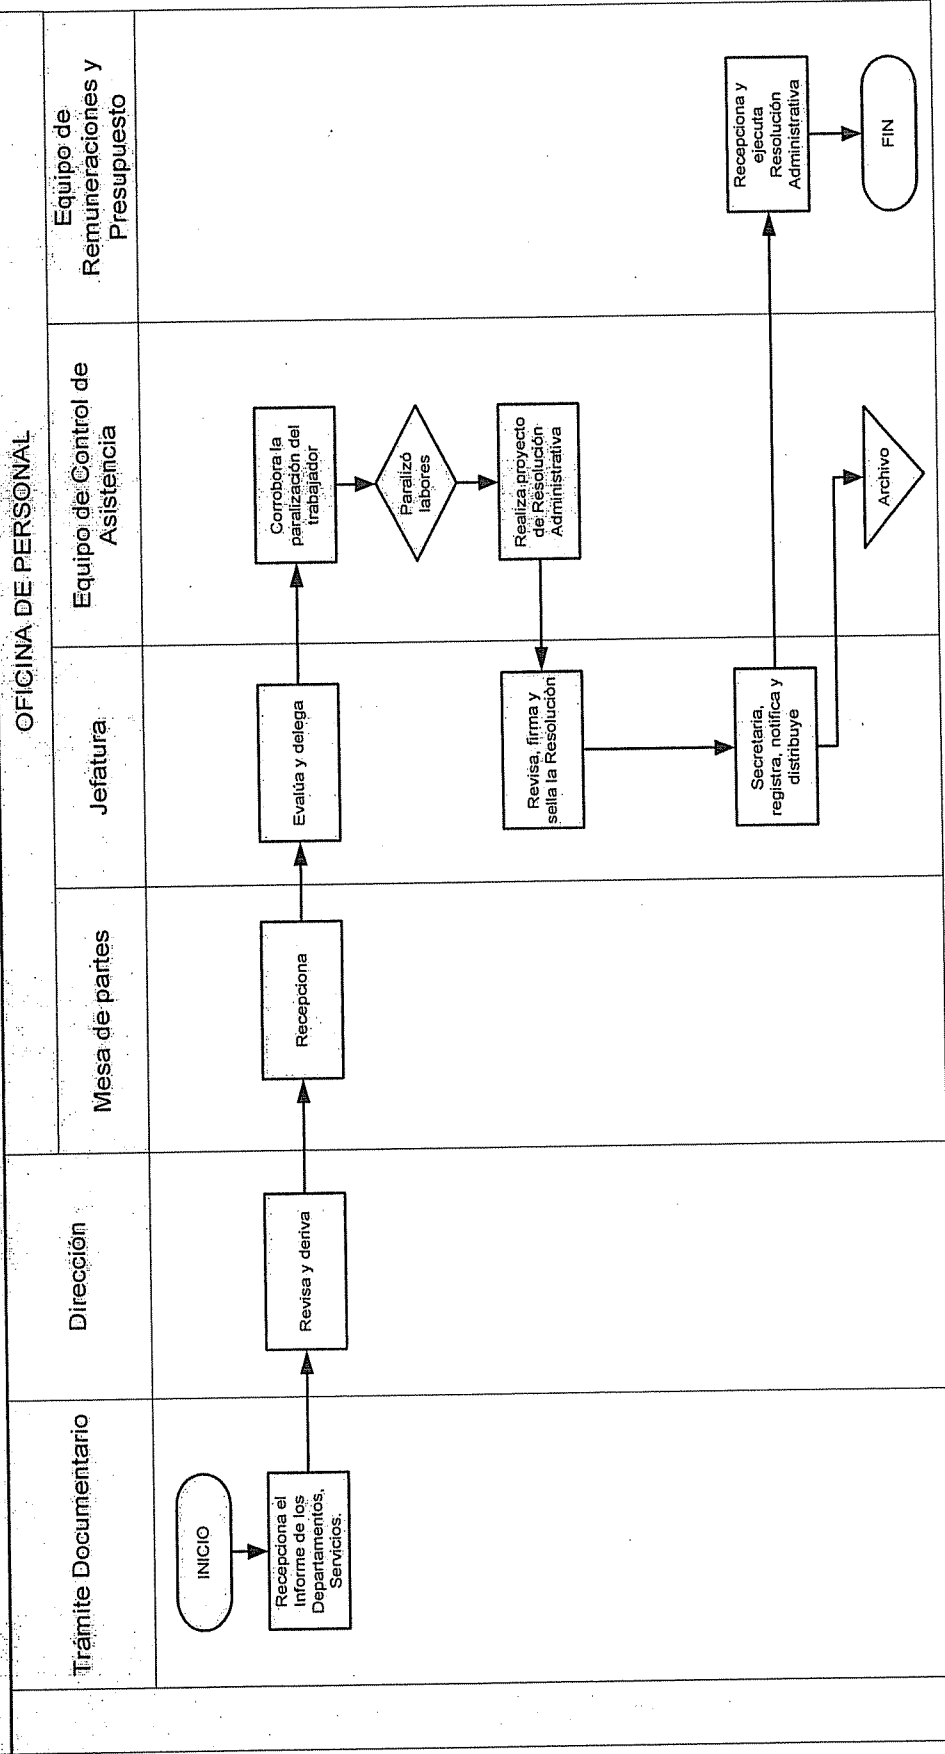 OFICINA DE PERSONAL
Trámite Documentario
Dirección
Mesa de partes
Jefatura
Equipo de Control de
Asistencia
Equipo de
Remuneraciones y
Presupuesto
INICIO
Recepciona el
Informe de los
Departamentos,
Servicios.
Revisa y deriva
Recepciona
Evalúa y delega
Corrobora la
paralización del
trabajador
Paralizó
labores
Realiza proyecto
de Resolución
Administrativa
Revisa, firma y
sella la Resolución
Secretaria,
registra, notifica y
distribuye
Recepciona y
ejecuta
Resolución
Administrativa
Archivo
FIN